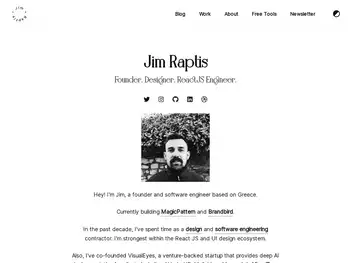 Blog Work About Free Tools Newsletter
Jim Raptis
Founder. Designer. ReactJS Engineer.
Hey! I'm Jim, a founder and software engineer based on Greece.
Currently building MagicPattern and Brandbird.
In the past decade, I've spent time as a design and software engineering
contractor. I'm strongest within the React JS and UI design ecosystem.
Also, I've co-founded VisualEyes, a venture-backed startup that provides deep AI